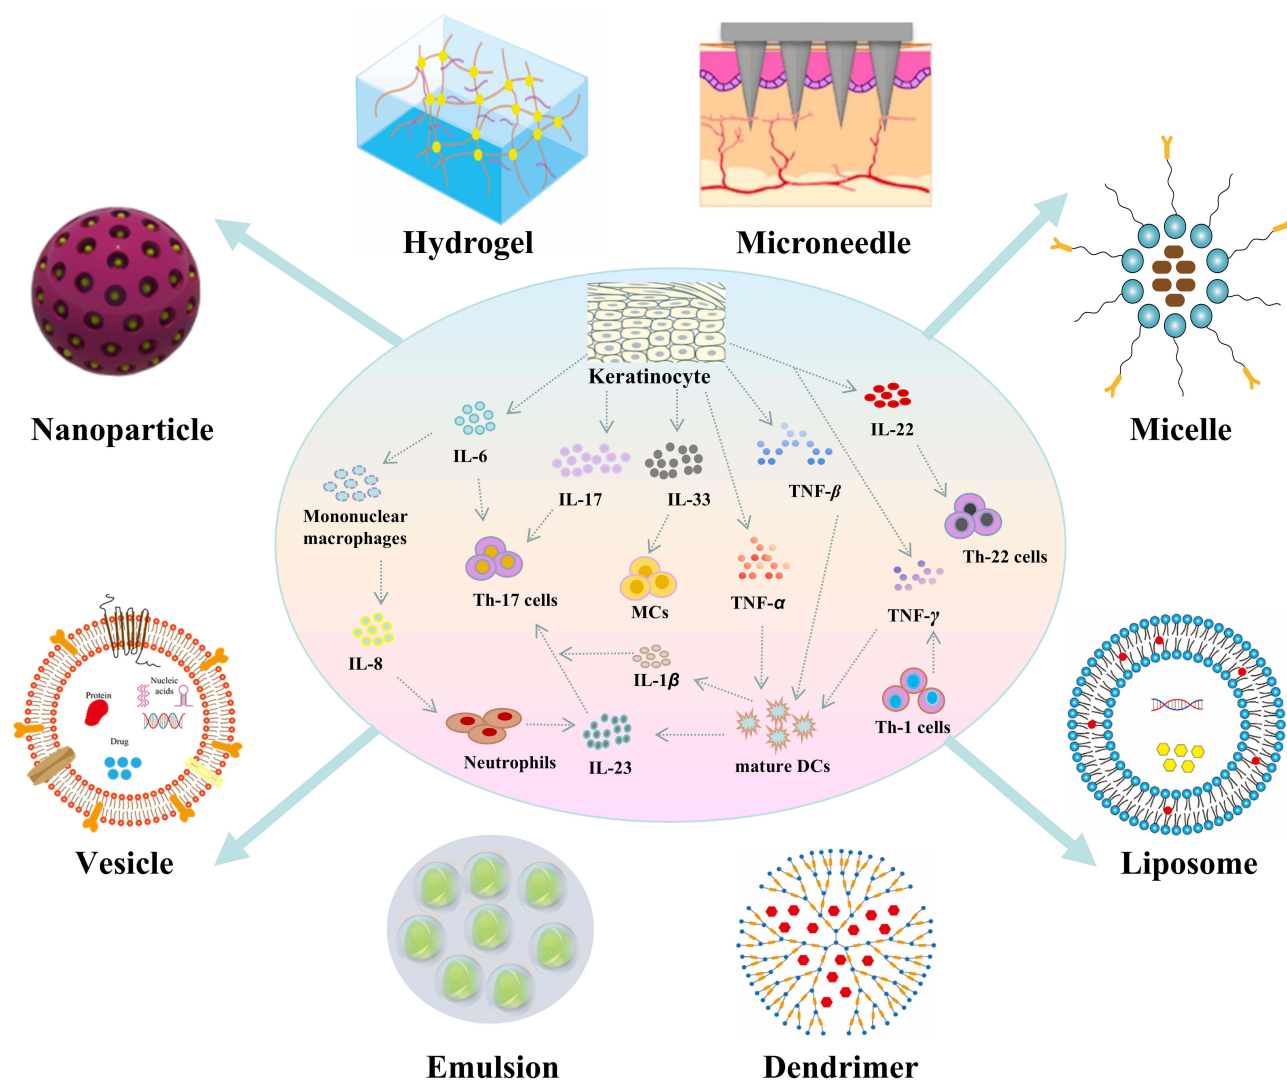 Hydrogel
Microneedle
Nanoparticle
Micelle
Keratinocyte
IL-22
IL-6
IL-17
IL-33
TNF-β
Mononuclear
macrophages
Th-22 cells
Th-17 cells
MCs
TNF-α
TNF-γ
IL-8
IL-1β
Th-1 cells
Neutrophils
IL-23
mature DCs
Protein
Nucleic
acids
Drug
Vesicle
Liposome
Emulsion
Dendrimer